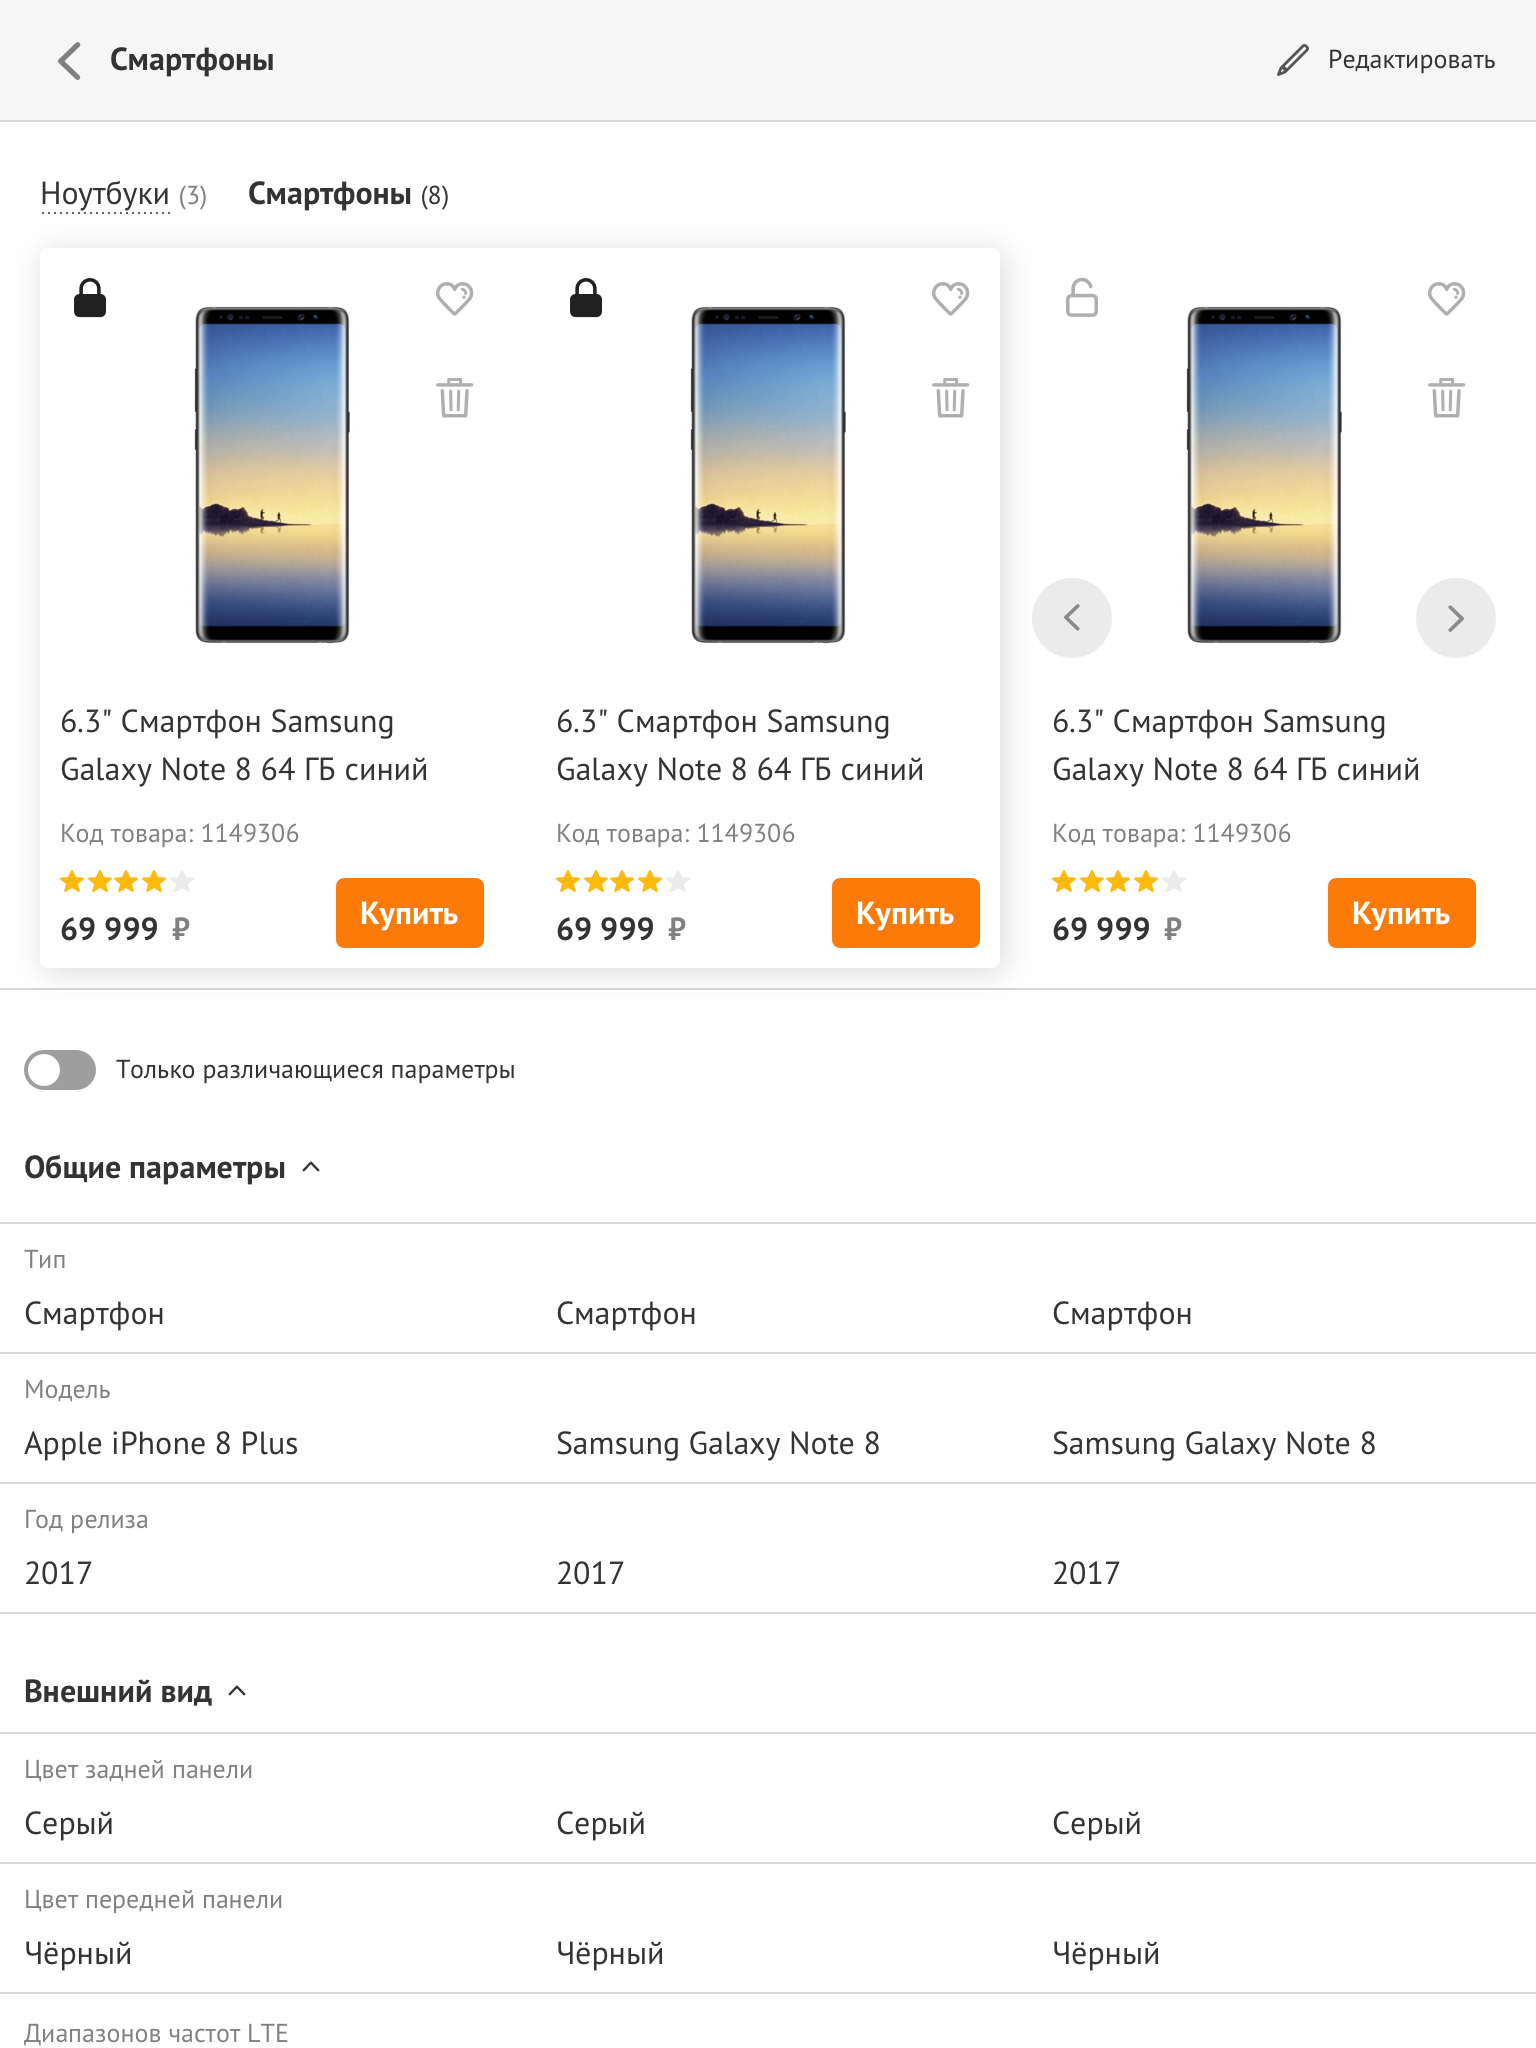 Смартфоны
Редактировать
Ноутбуки (3) Смартфоны (8)
6.3" Смартфон Samsung
Galaxy Note 8 64 ГБ синий
Код товара: 1149306
69 999 ₽
Купить
6.3" Смартфон Samsung
Galaxy Note 8 64 ГБ синий
Код товара: 1149306
69 999 ₽
Купить
6.3" Смартфон Samsung
Galaxy Note 8 64 ГБ синий
Код товара: 1149306
69 999 ₽
Купить
Только различающиеся параметры
Общие параметры
Тип
Смартфон Смартфон Смартфон
Модель
Apple iPhone 8 Plus Samsung Galaxy Note 8 Samsung Galaxy Note 8
Год релиза
2017 2017 2017
Внешний вид
Цвет задней панели
Серый Серый Серый
Цвет передней панели
Чёрный Чёрный Чёрный
Диапазонов частот LTE